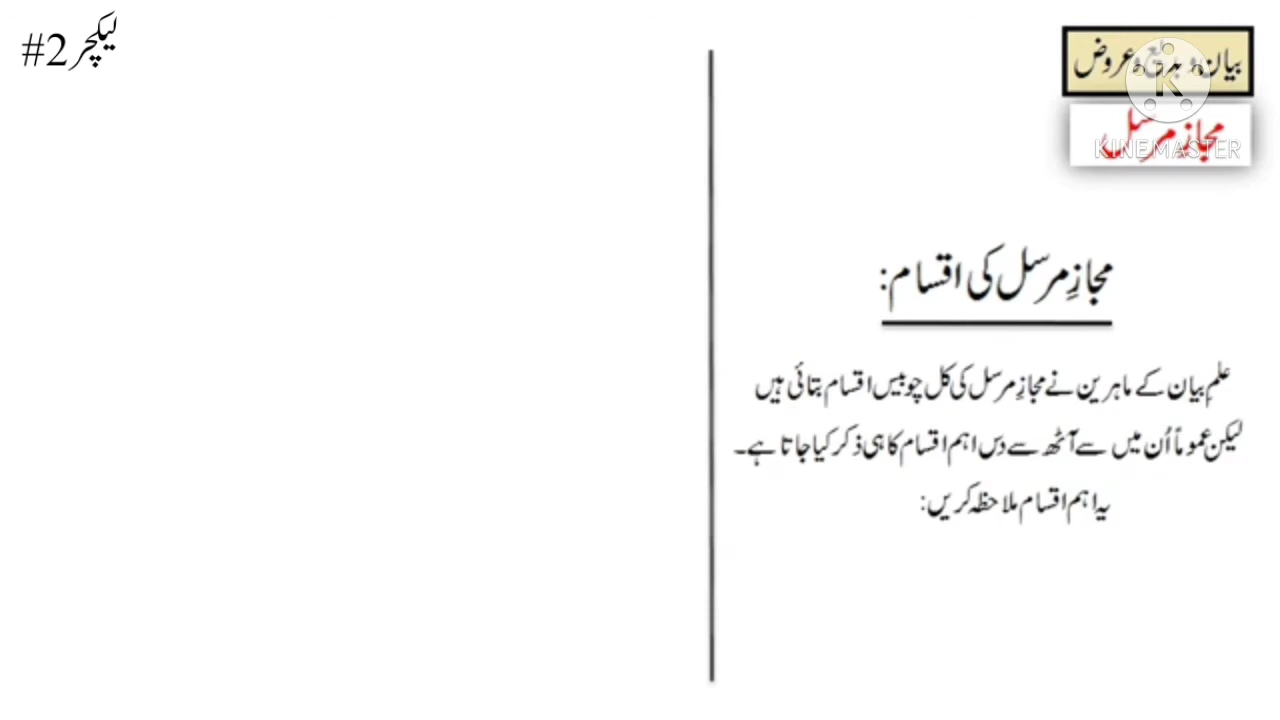 لیکچر 2#
بیان و بدیع و عروض
مجازِ مرسل
KINEMASTER
مجازِ مرسل کی اقسام:
علمِ بیان کے ماہرین نے مجازِ مرسل کی کل چوبیس اقسام بتائی ہیں
لیکن عموماً اُن میں سے آٹھ سے دس اہم اقسام کا ہی ذکر کیا جاتا ہے۔
یہ اہم اقسام ملاحظہ کریں: